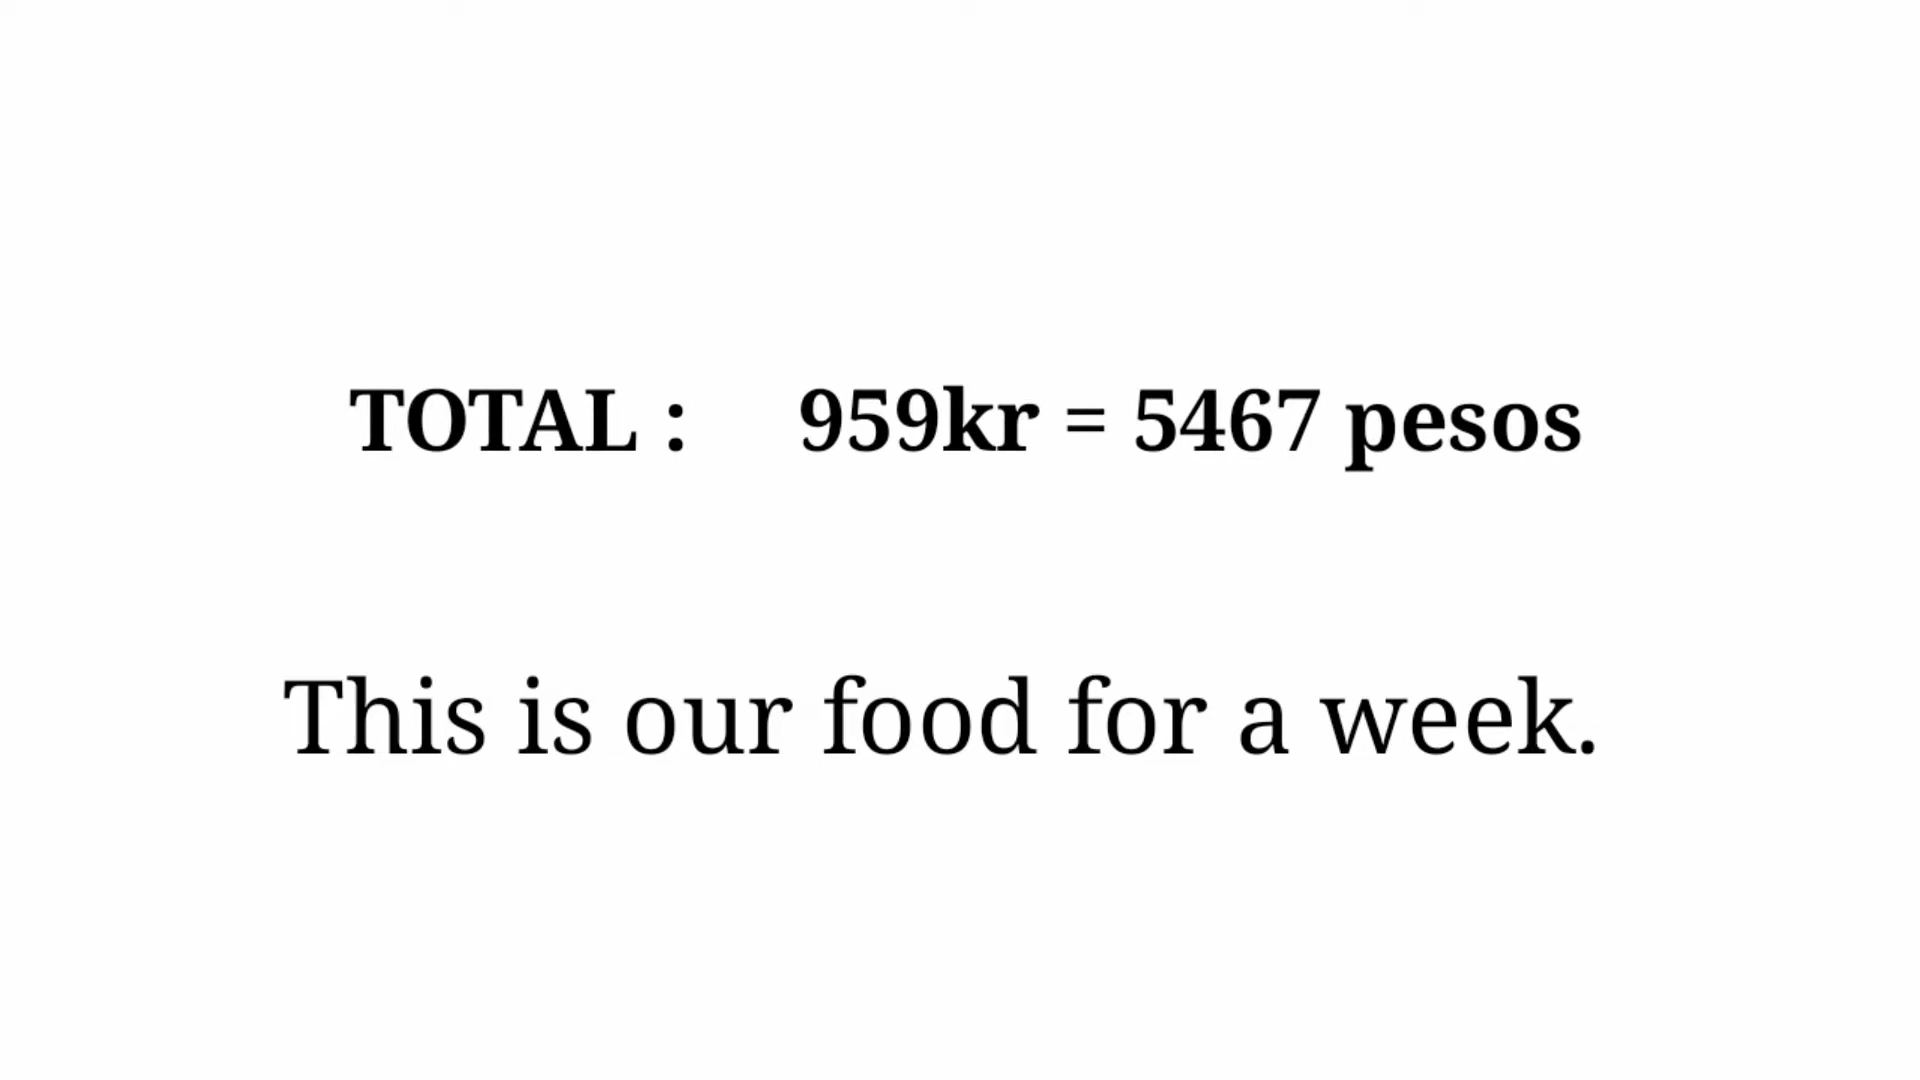 TOTAL : 959kr = 5467 pesos
This is our food for a week.